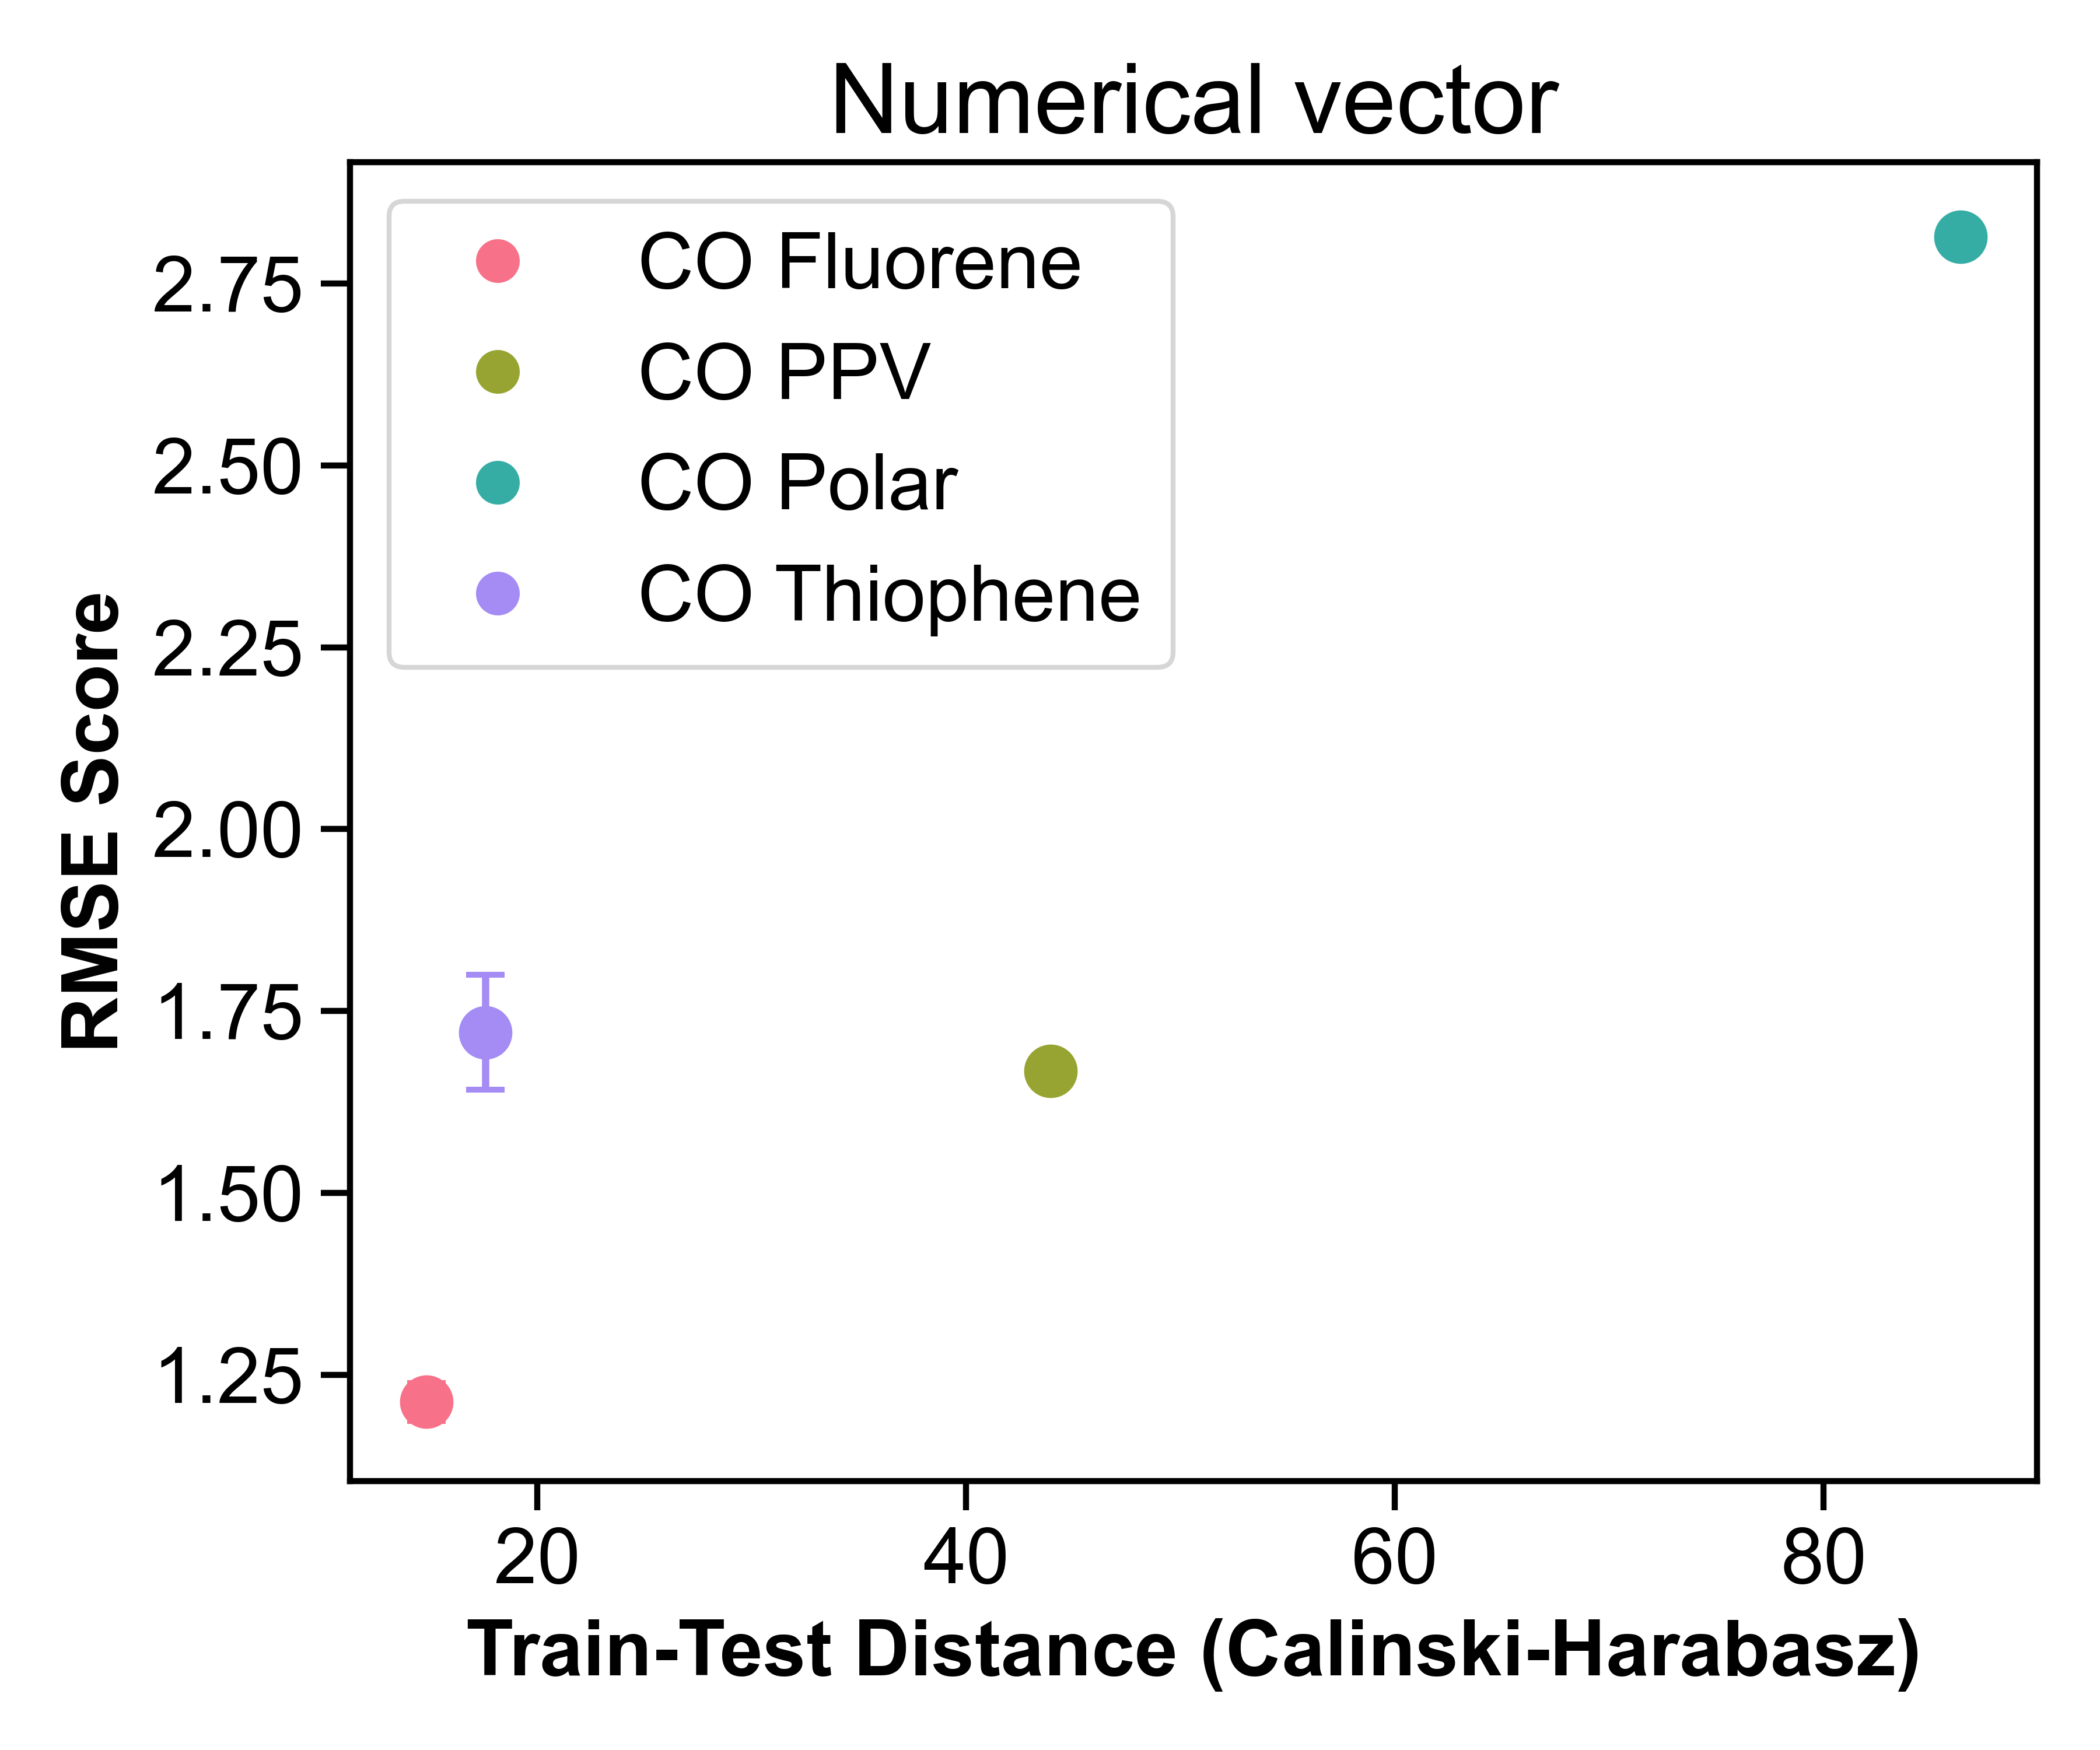 Numerical vector
CO Fluorene
CO PPV
CO Polar
CO Thiophene
RMSE Score
2.75
2.50
2.25
2.00
1.75
1.50
1.25
20 40 60 80
Train-Test Distance (Calinski-Harabasz)